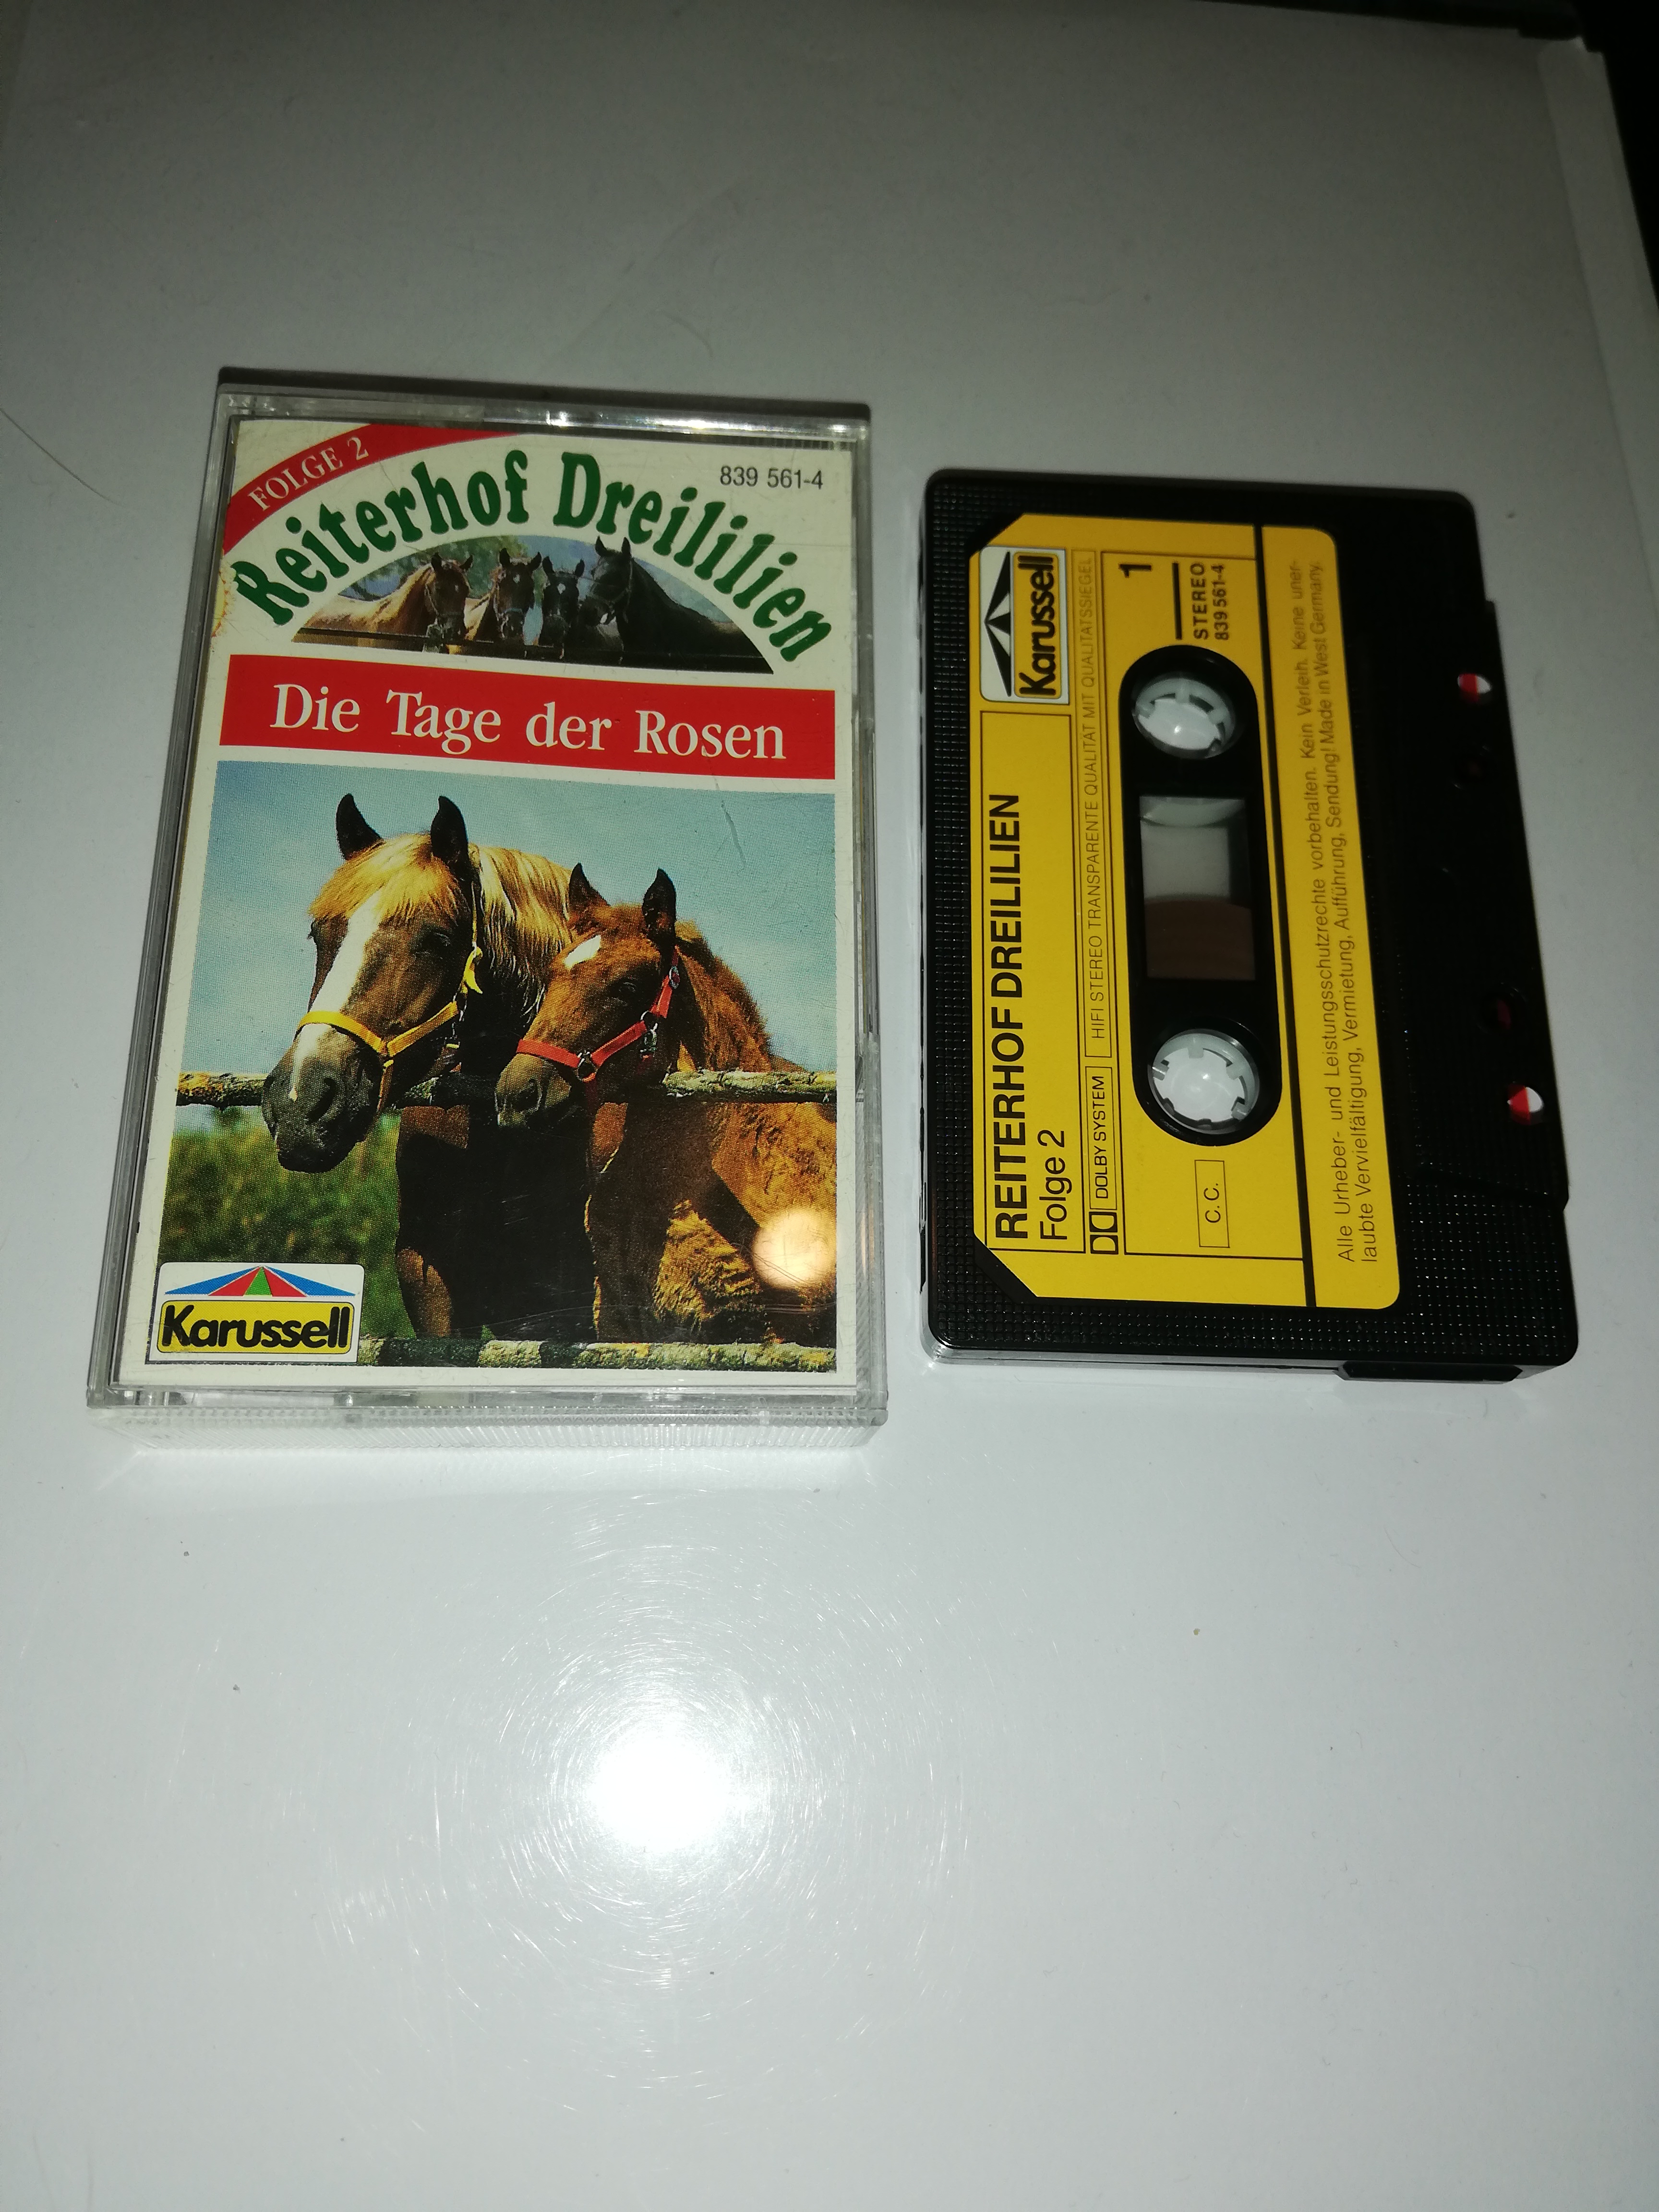 FOLGE 2
839 561-4
Reiterhof Dreililien
Die Tage der Rosen
Karussell
Karussell
REITERHOF DREILILIEN
Folge 2
DOLBY SYSTEM
HIFI STEREO TRANSPARENTE QUALITÄT MIT QUALITÄTSSIEGEL
1
STEREO
839 561-4
C.C.
Alle Urheber- und Leistungsschutzrechte vorbehalten. Kein Verleih. Keine uner-
laubte Vervielfältigung, Vermietung, Aufführung, Sendung! Made in West Germany.